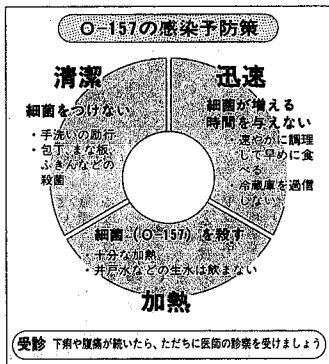 O-157の感染予防策
清潔
細菌をつけない
・手洗いの励行
・包丁、まな板、
ふきんなどの
殺菌
迅速
細菌が増える
時間を与えない
・速やかに調理
して早めに食
べる
・冷蔵庫を過信
しない
細菌(O-157)を殺す
・十分な加熱
・井戸水などの生水は飲まない
加熱
受診 下痢や腹痛が続いたら、ただちに医師の診察を受けましょう